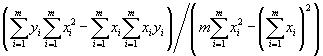 (∑_{i=1}^{m} y_i ∑_{i=1}^{m} x_i^2 − ∑_{i=1}^{m} x_i ∑_{i=1}^{m} x_i y_i) / (m ∑_{i=1}^{m} x_i^2 − (∑_{i=1}^{m} x_i)^2)